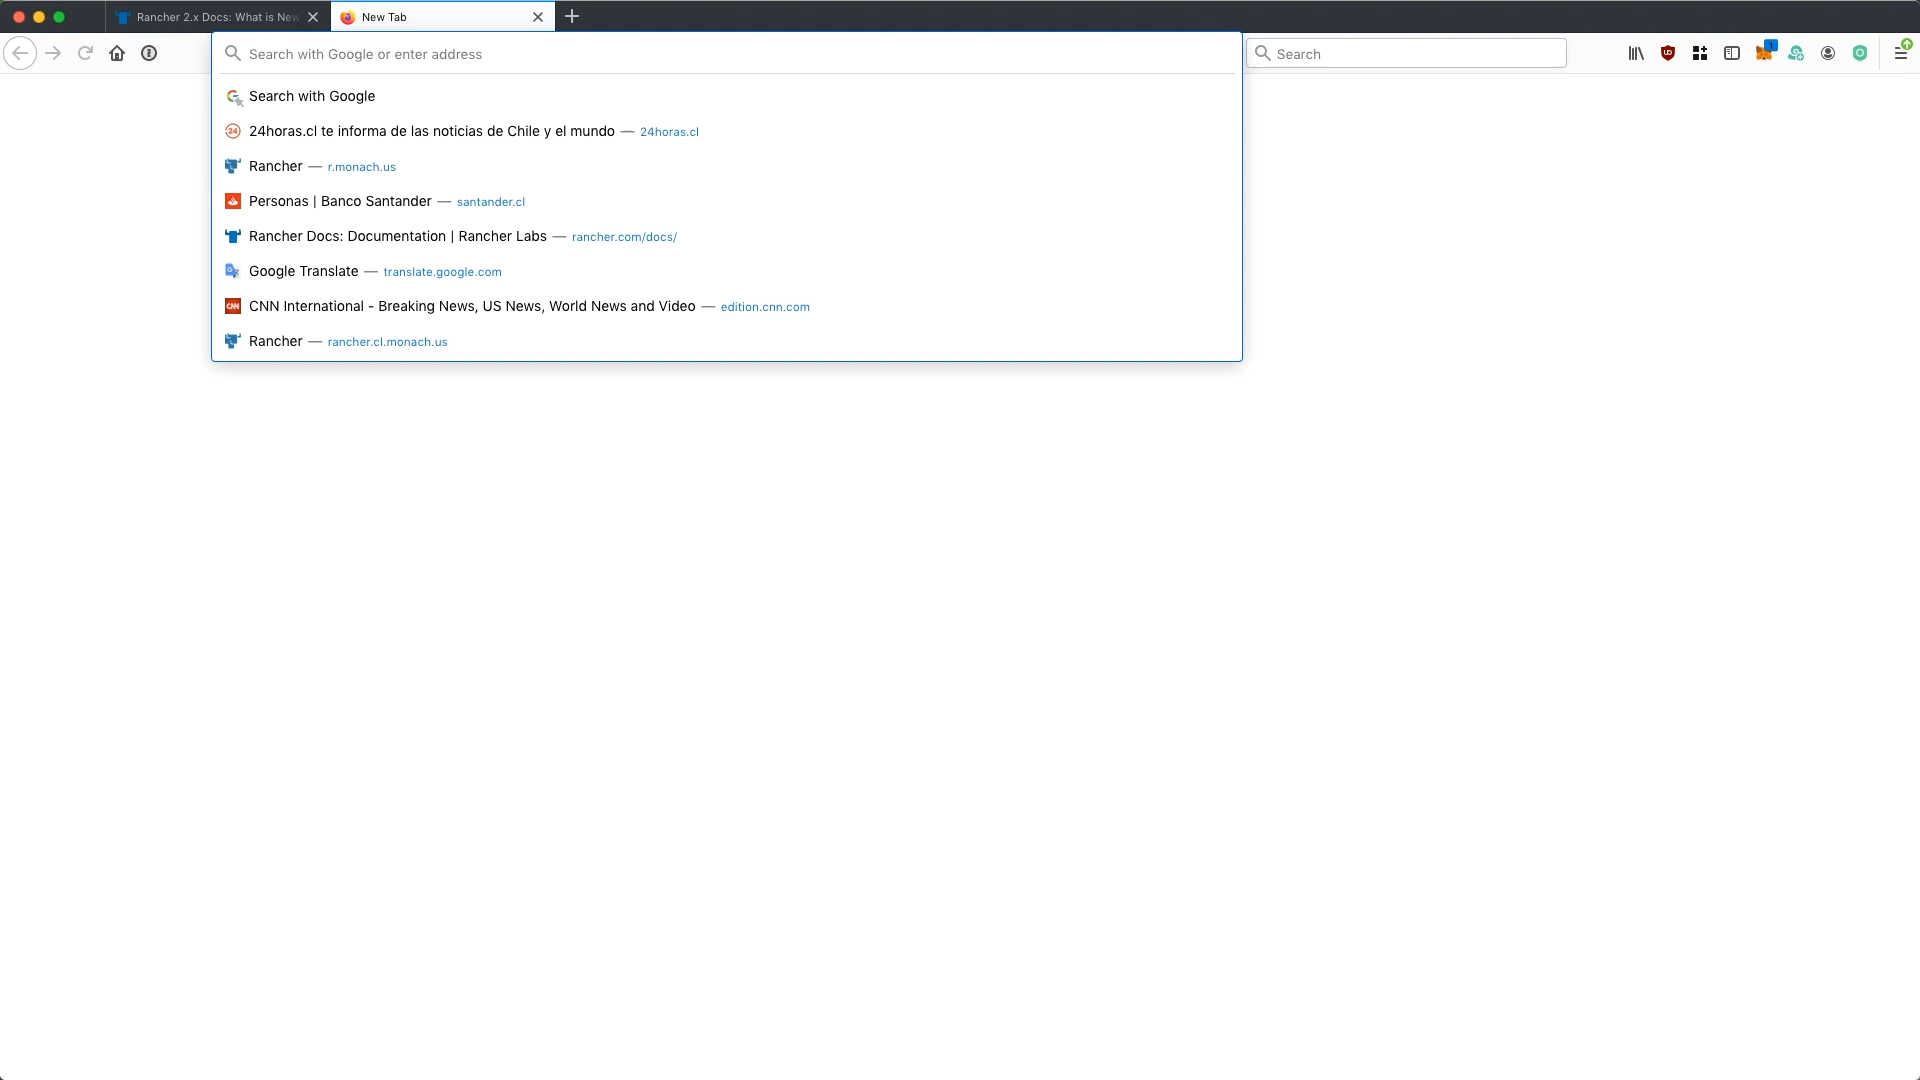 Rancher 2.x Docs: What is New
New Tab
Search with Google or enter address
Search
1
Search with Google
24horas.cl te informa de las noticias de Chile y el mundo — 24horas.cl
Rancher — r.monach.us
Personas | Banco Santander — santander.cl
Rancher Docs: Documentation | Rancher Labs — rancher.com/docs/
Google Translate — translate.google.com
CNN International - Breaking News, US News, World News and Video — edition.cnn.com
Rancher — rancher.cl.monach.us